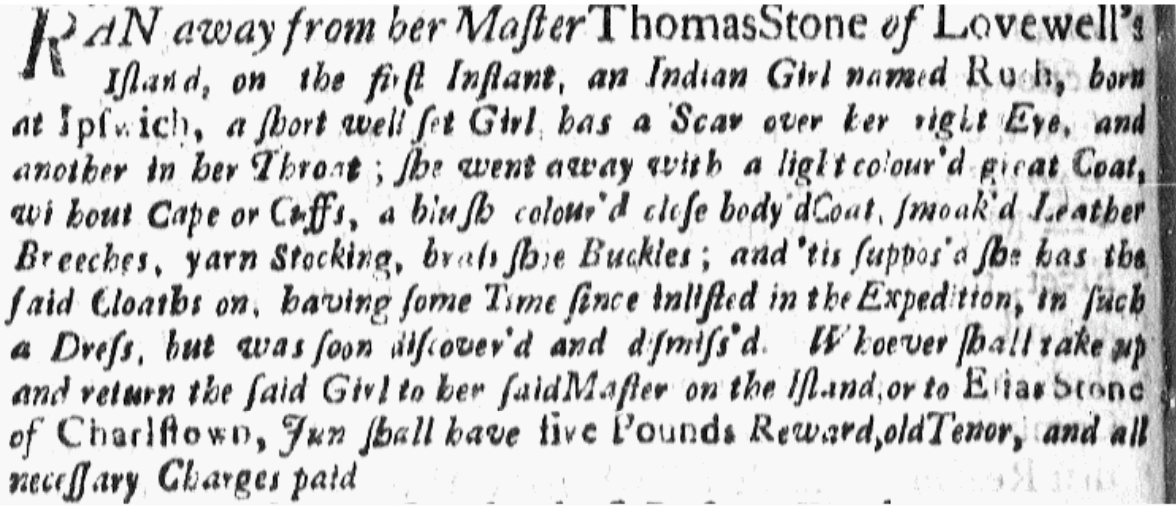 RAN away from her Maſter Thomas Stone of Lovewell's
Iſland, on the firſt Inſtant, an Indian Girl named Ruth, born
at Ipſwich, a ſhort well ſet Girl, has a Scar over her right Eye, and
another in her Throat; ſhe went away with a light colour'd great Coat,
without Cape or Cuffs, a bluſh colour'd cloſe body'd Coat, ſmoak'd Leather
Breeches, yarn Stocking, braſs ſhoe Buckles; and 'tis ſuppos'd ſhe has the
ſaid Cloaths on, having ſome Time ſince inliſted in the Expedition, in ſuch
a Dreſs, but was ſoon diſcover'd and diſmiſs'd. Whoever ſhall take up
and return the ſaid Girl to her ſaid Maſter on the Iſland, or to Elias Stone
of Charlſtown, Jun ſhall have five Pounds Reward, old Tenor, and all
neceſſary Charges paid